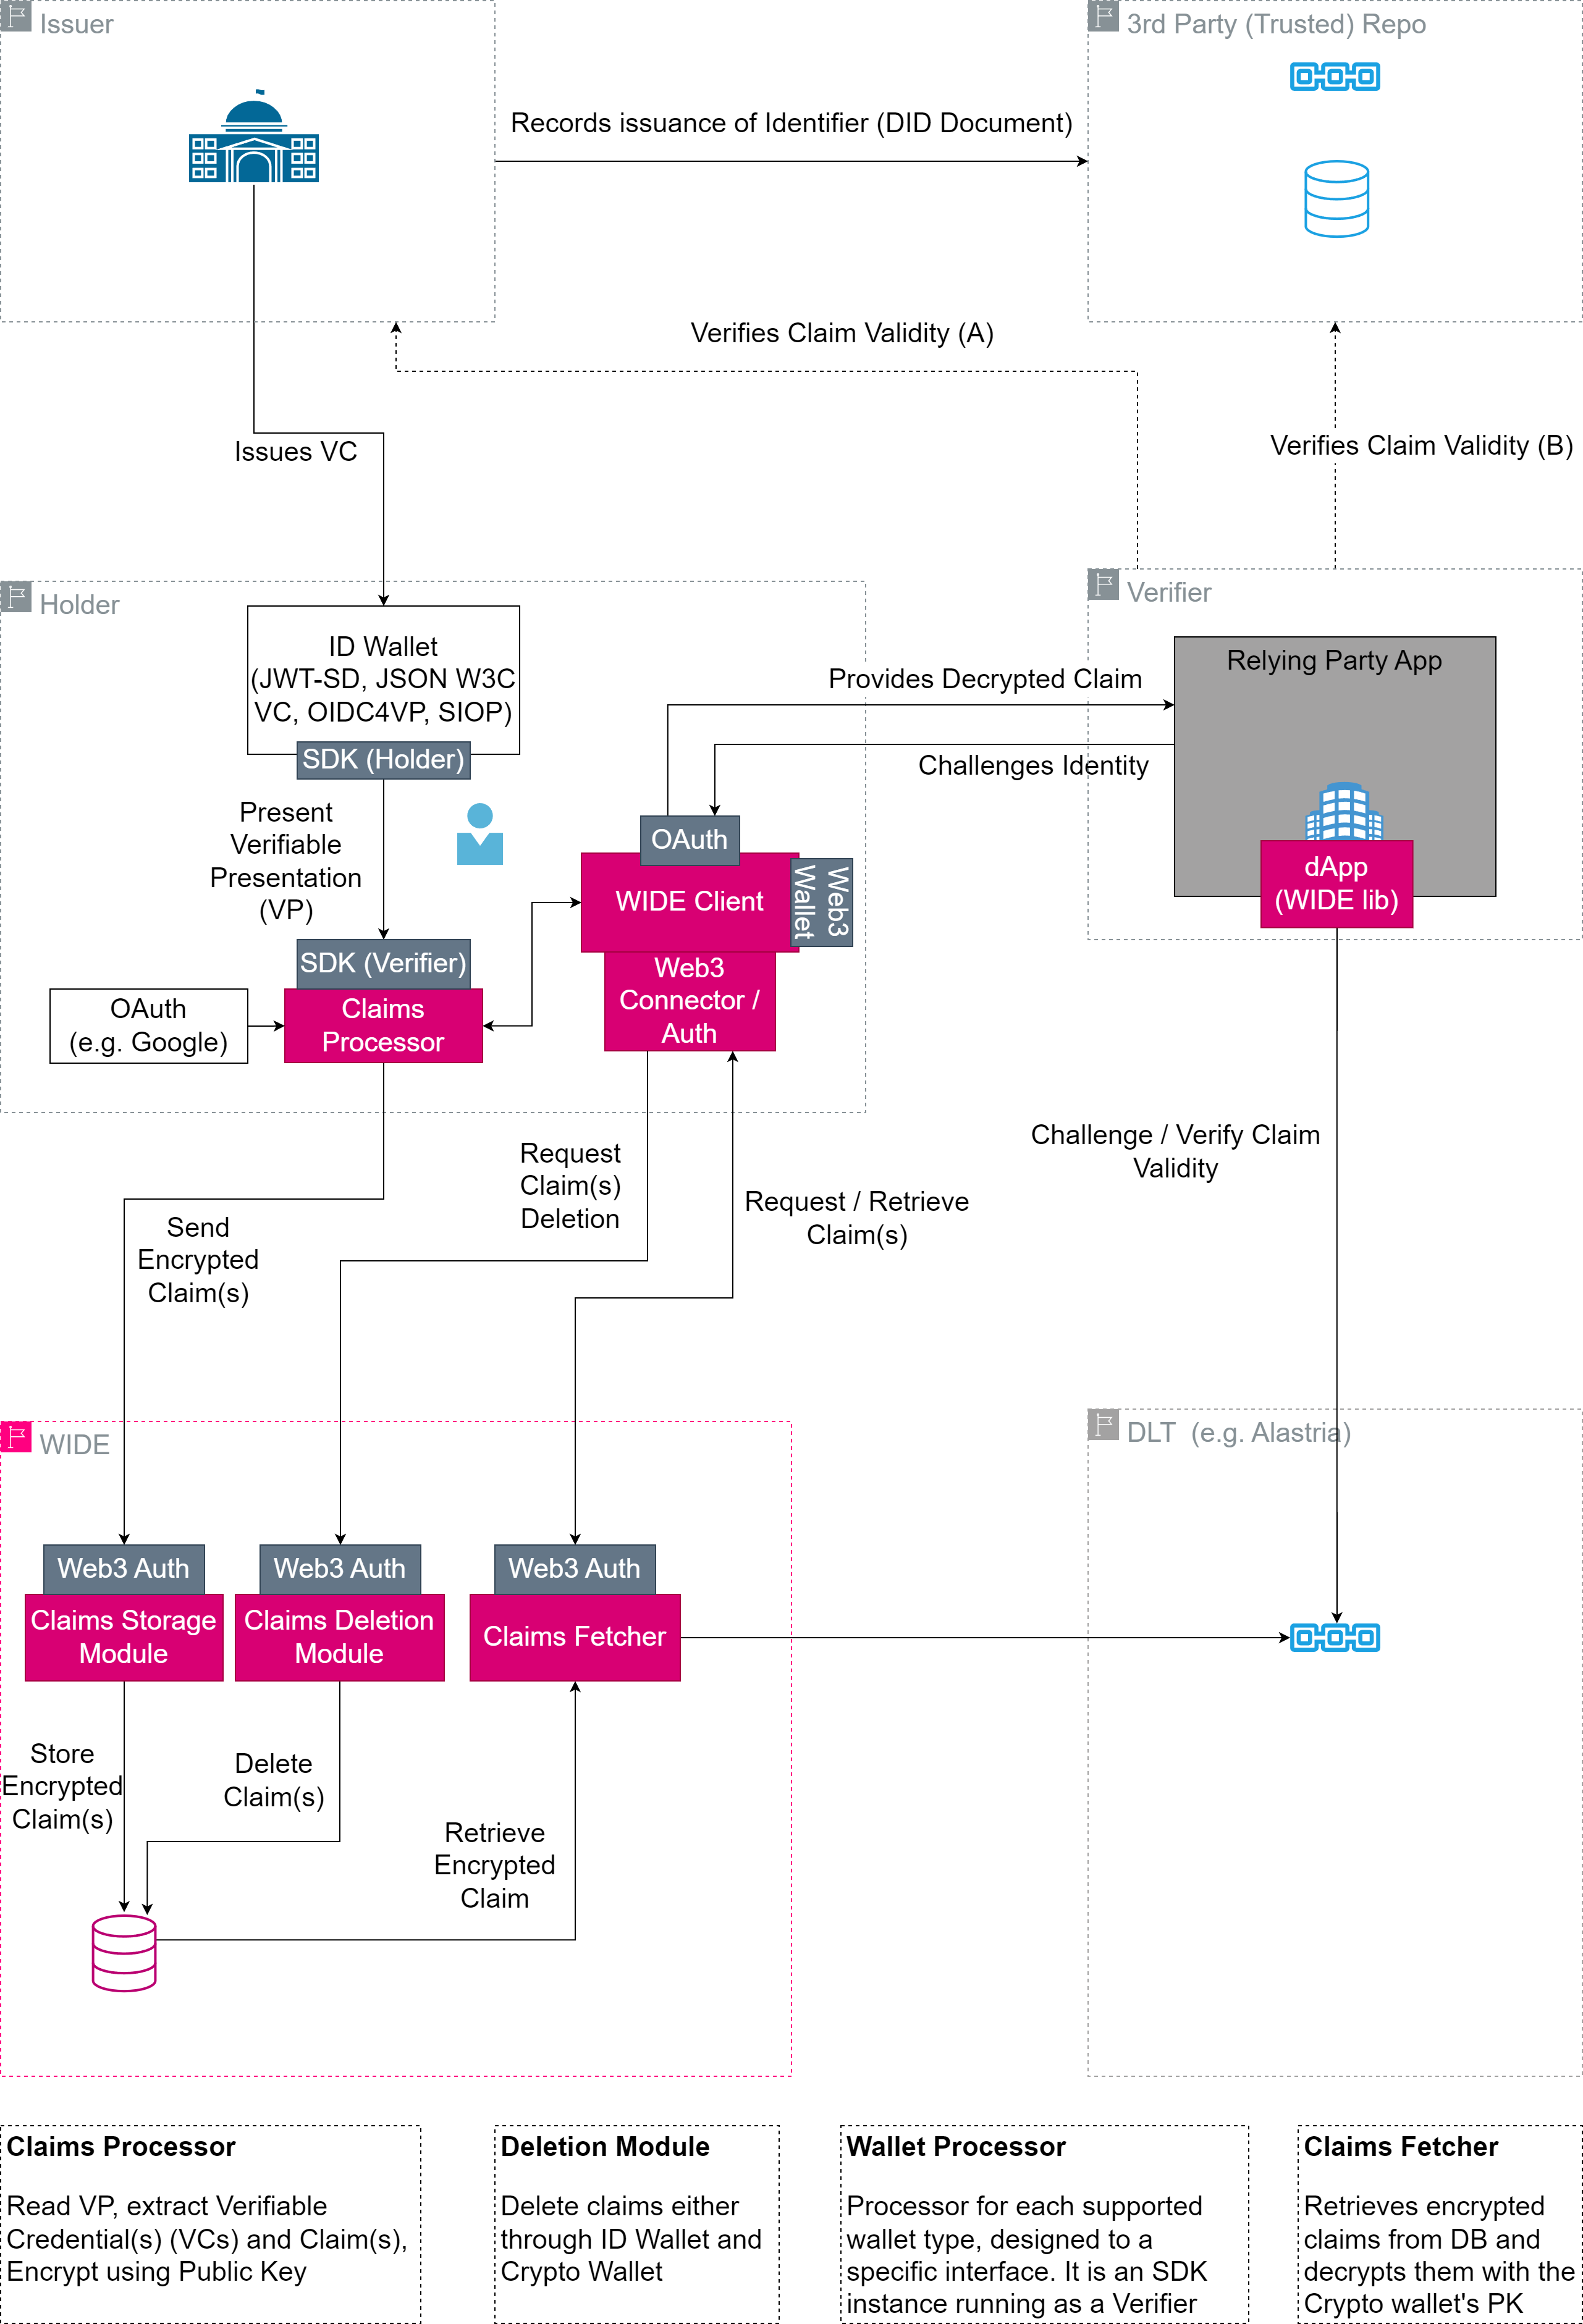 Issuer
3rd Party (Trusted) Repo
Records issuance of Identifier (DID Document)
Verifies Claim Validity (A)
Verifies Claim Validity (B)
Issues VC
Holder
Verifier
ID Wallet
(JWT-SD, JSON W3C
VC, OIDC4VP, SIOP)
SDK (Holder)
Provides Decrypted Claim
Challenges Identity
Relying Party App
Present
Verifiable
Presentation
(VP)
OAuth
WIDE Client
Web3
Wallet
dApp
(WIDE lib)
SDK (Verifier)
Claims
Processor
OAuth
(e.g. Google)
Web3
Connector /
Auth
Request
Claim(s)
Deletion
Request / Retrieve
Claim(s)
Challenge / Verify Claim
Validity
Send
Encrypted
Claim(s)
WIDE
DLT (e.g. Alastria)
Web3 Auth
Claims Storage
Module
Web3 Auth
Claims Deletion
Module
Web3 Auth
Claims Fetcher
Store
Encrypted
Claim(s)
Delete
Claim(s)
Retrieve
Encrypted
Claim
Claims Processor
Read VP, extract Verifiable
Credential(s) (VCs) and Claim(s),
Encrypt using Public Key
Deletion Module
Delete claims either
through ID Wallet and
Crypto Wallet
Wallet Processor
Processor for each supported
wallet type, designed to a
specific interface. It is an SDK
instance running as a Verifier
Claims Fetcher
Retrieves encrypted
claims from DB and
decrypts them with the
Crypto wallet's PK